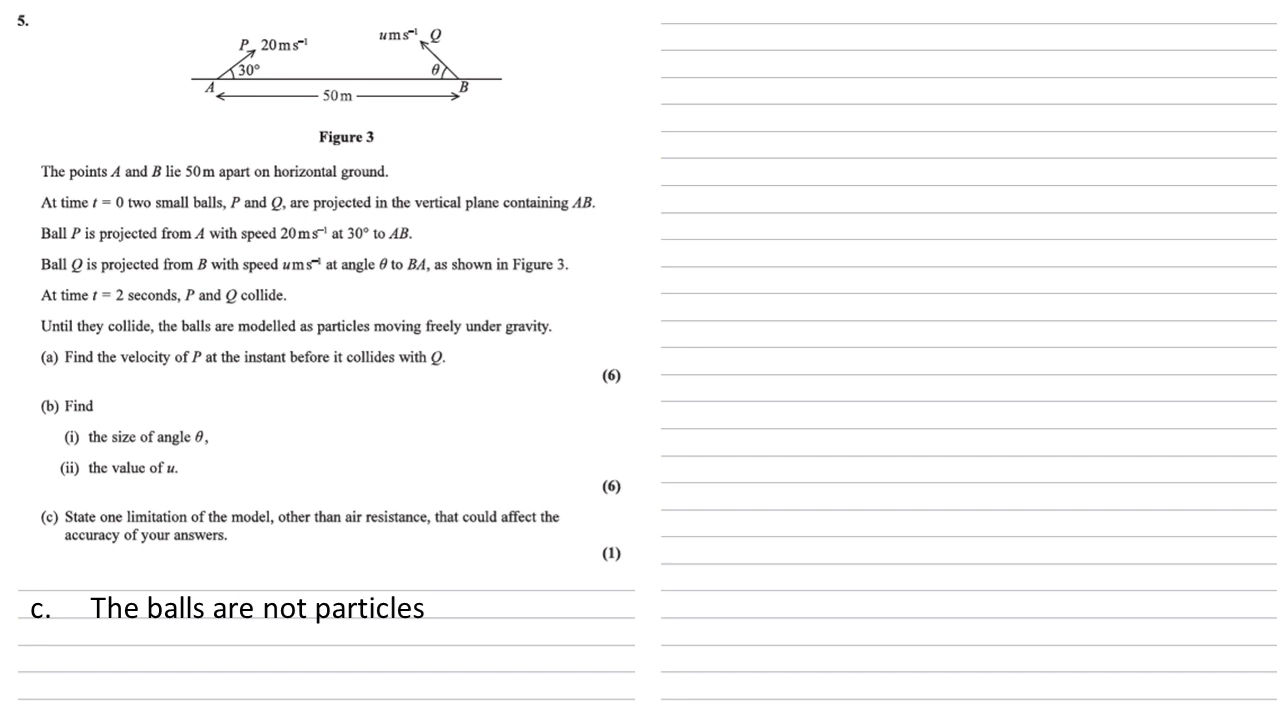 5.
P 20 m s⁻¹ u m s⁻¹ Q
30° θ
A B
50 m
Figure 3
The points A and B lie 50 m apart on horizontal ground.
At time t = 0 two small balls, P and Q, are projected in the vertical plane containing AB.
Ball P is projected from A with speed 20 m s⁻¹ at 30° to AB.
Ball Q is projected from B with speed u m s⁻¹ at angle θ to BA, as shown in Figure 3.
At time t = 2 seconds, P and Q collide.
Until they collide, the balls are modelled as particles moving freely under gravity.
(a) Find the velocity of P at the instant before it collides with Q.
(6)
(b) Find
(i) the size of angle θ,
(ii) the value of u.
(6)
(c) State one limitation of the model, other than air resistance, that could affect the
accuracy of your answers.
(1)
c. The balls are not particles